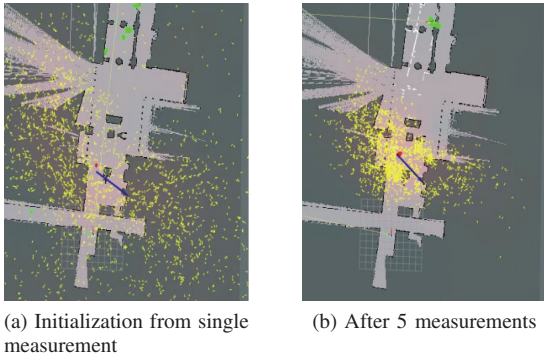 (a) Initialization from single
measurement
(b) After 5 measurements